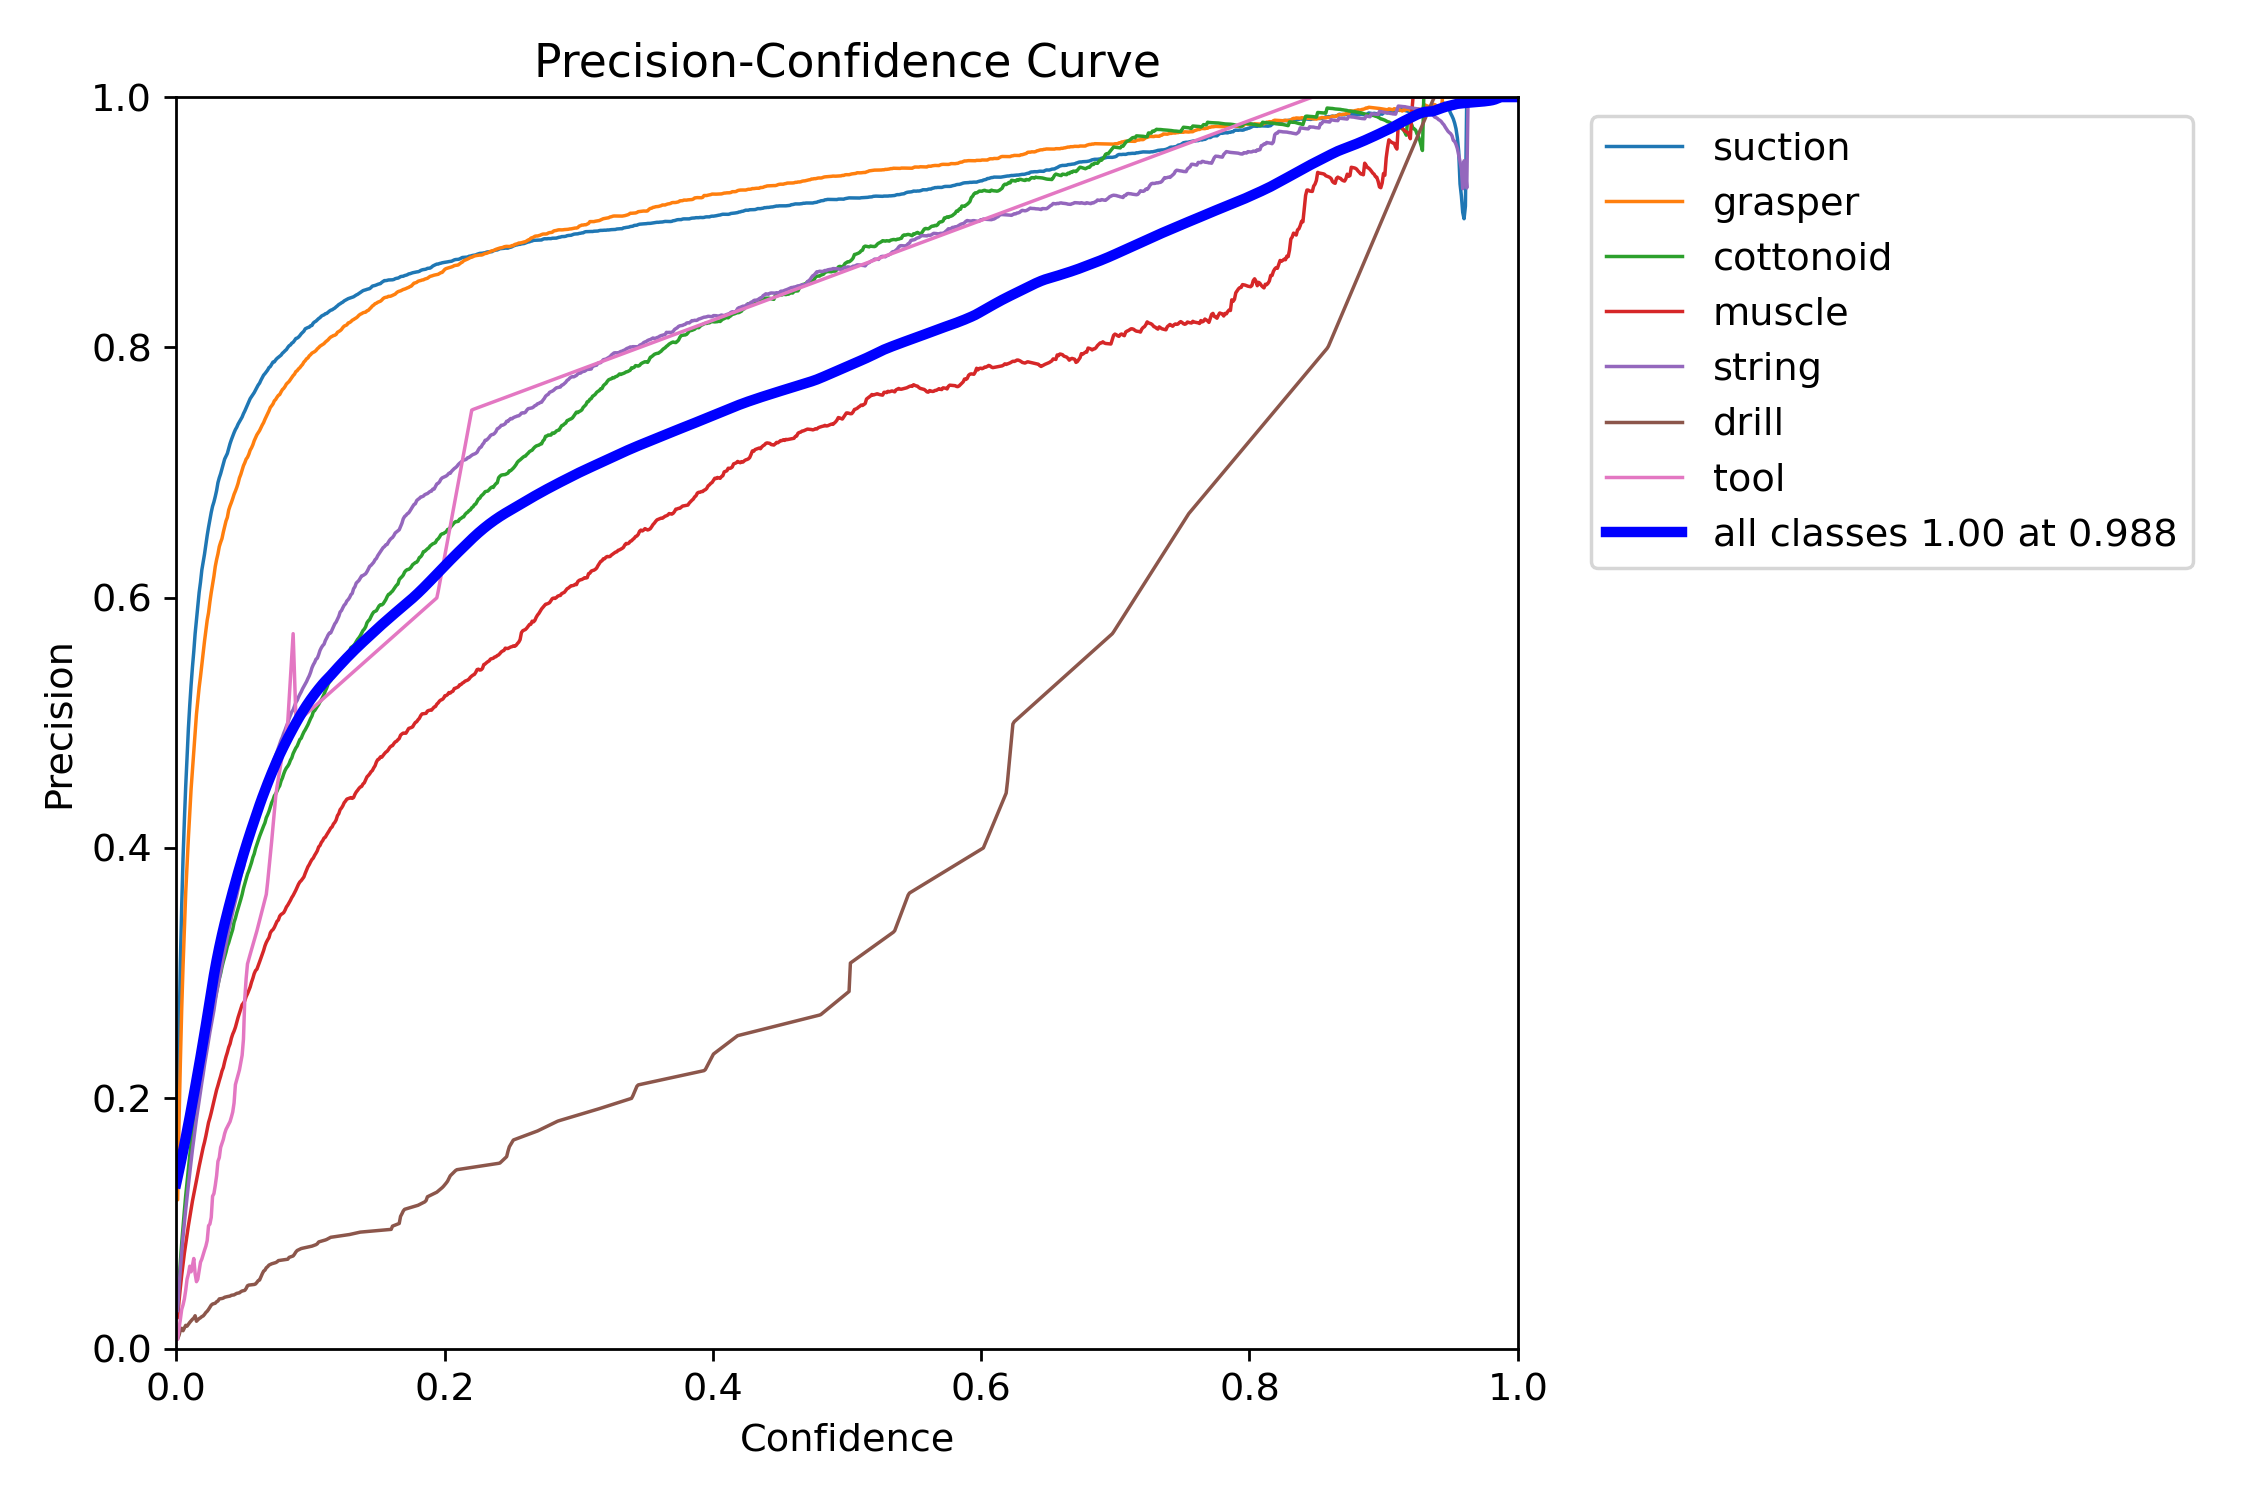 Precision-Confidence Curve
1.0
0.8
0.6
0.4
0.2
0.0
Precision
0.0 0.2 0.4 0.6 0.8 1.0
Confidence
suction
grasper
cottonoid
muscle
string
drill
tool
all classes 1.00 at 0.988